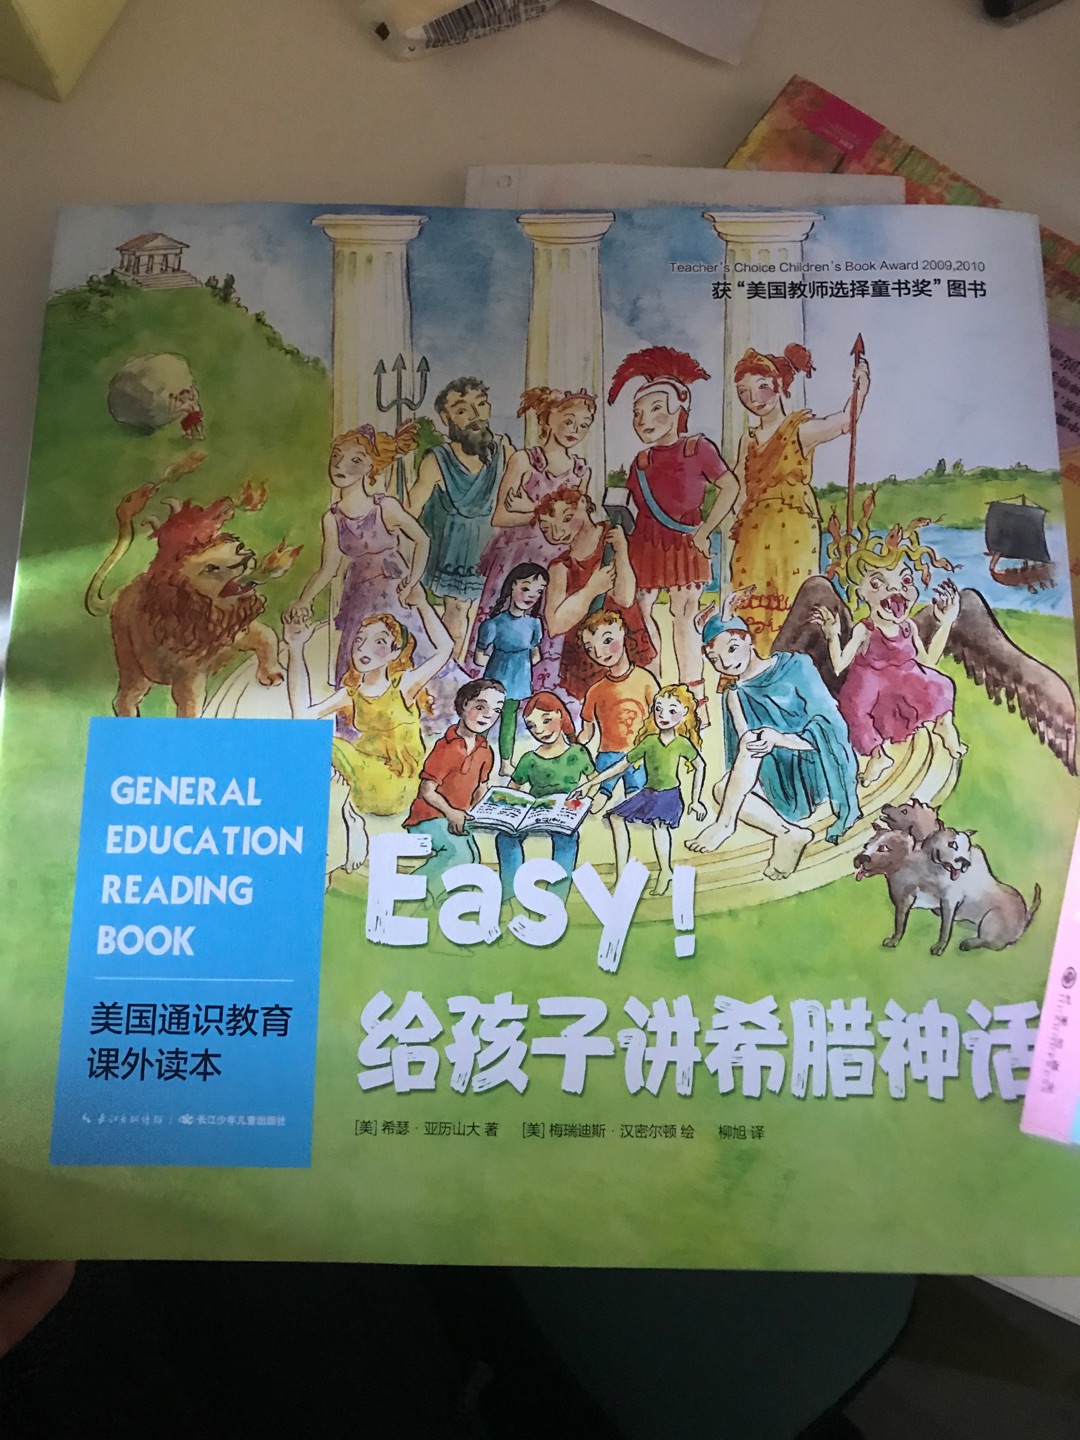 Teacher's Choice Children's Book Award 2009,2010
获“美国教师选择童书奖”图书
GENERAL
EDUCATION
READING
BOOK
美国通识教育
课外读本
长江少年儿童出版社
Easy!
给孩子讲希腊神话
[美] 希瑟·亚历山大 著 [美] 梅瑞迪斯·汉密尔顿 绘 柳旭 译